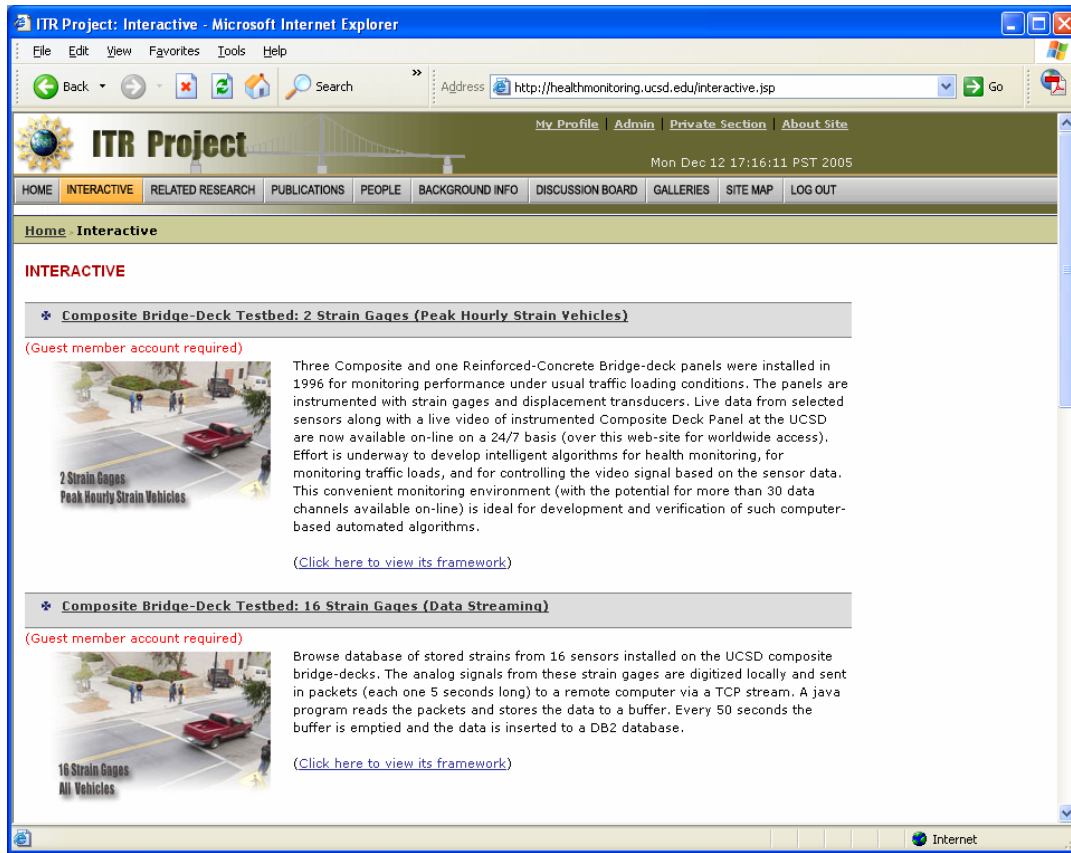 ITR Project: Interactive - Microsoft Internet Explorer
File Edit View Favorites Tools Help
Back Search » Address http://healthmonitoring.ucsd.edu/interactive.jsp Go
My Profile | Admin | Private Section | About Site
ITR Project
Mon Dec 12 17:16:11 PST 2005
HOME INTERACTIVE RELATED RESEARCH PUBLICATIONS PEOPLE BACKGROUND INFO DISCUSSION BOARD GALLERIES SITE MAP LOG OUT
Home » Interactive
INTERACTIVE
Composite Bridge-Deck Testbed: 2 Strain Gages (Peak Hourly Strain Vehicles)
(Guest member account required)
Three Composite and one Reinforced-Concrete Bridge-deck panels were installed in
1996 for monitoring performance under usual traffic loading conditions. The panels are
instrumented with strain gages and displacement transducers. Live data from selected
sensors along with a live video of instrumented Composite Deck Panel at the UCSD
are now available on-line on a 24/7 basis (over this web-site for worldwide access).
Effort is underway to develop intelligent algorithms for health monitoring, for
monitoring traffic loads, and for controlling the video signal based on the sensor data.
This convenient monitoring environment (with the potential for more than 30 data
channels available on-line) is ideal for development and verification of such computer-
based automated algorithms.
2 Strain Gages
Peak Hourly Strain Vehicles
(Click here to view its framework)
Composite Bridge-Deck Testbed: 16 Strain Gages (Data Streaming)
(Guest member account required)
Browse database of stored strains from 16 sensors installed on the UCSD composite
bridge-decks. The analog signals from these strain gages are digitized locally and sent
in packets (each one 5 seconds long) to a remote computer via a TCP stream. A java
program reads the packets and stores the data to a buffer. Every 50 seconds the
buffer is emptied and the data is inserted to a DB2 database.
(Click here to view its framework)
16 Strain Gages
All Vehicles
Internet